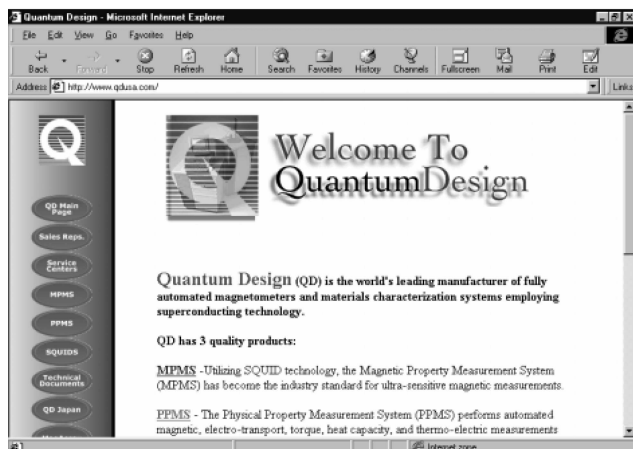 Quantum Design - Microsoft Internet Explorer
File Edit View Go Favorites Help
Back Forward Stop Refresh Home Search Favorites History Channels Fullscreen Mail Print Edit
Address http://www.qdusa.com/ Links
Q
Welcome To
QuantumDesign
QD Main
Page
Sales Reps.
Service
Centers
MPMS
PPMS
SQUIDS
Technical
Documents
QD Japan
Quantum Design (QD) is the world's leading manufacturer of fully
automated magnetometers and materials characterization systems employing
superconducting technology.
QD has 3 quality products:
MPMS -Utilizing SQUID technology, the Magnetic Property Measurement System
(MPMS) has become the industry standard for ultra-sensitive magnetic measurements.
PPMS - The Physical Property Measurement System (PPMS) performs automated
magnetic, electro-transport, torque, heat capacity, and thermo-electric measurements
Internet zone